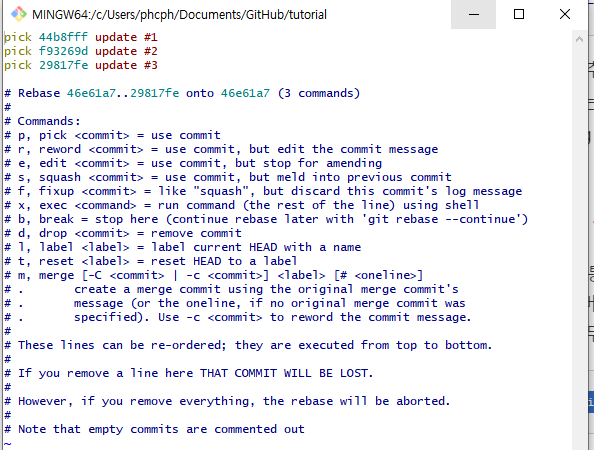 MINGW64:/c/Users/phcph/Documents/GitHub/tutorial
pick 44b8fff update #1
pick f93269d update #2
pick 29817fe update #3
# Rebase 46e61a7..29817fe onto 46e61a7 (3 commands)
#
# Commands:
# p, pick <commit> = use commit
# r, reword <commit> = use commit, but edit the commit message
# e, edit <commit> = use commit, but stop for amending
# s, squash <commit> = use commit, but meld into previous commit
# f, fixup <commit> = like "squash", but discard this commit's log message
# x, exec <command> = run command (the rest of the line) using shell
# b, break = stop here (continue rebase later with 'git rebase --continue')
# d, drop <commit> = remove commit
# l, label <label> = label current HEAD with a name
# t, reset <label> = reset HEAD to a label
# m, merge [-C <commit> | -c <commit>] <label> [# <oneline>]
# .       create a merge commit using the original merge commit's
# .       message (or the oneline, if no original merge commit was
# .       specified). Use -c <commit> to reword the commit message.
#
# These lines can be re-ordered; they are executed from top to bottom.
#
# If you remove a line here THAT COMMIT WILL BE LOST.
#
# However, if you remove everything, the rebase will be aborted.
#
# Note that empty commits are commented out
~